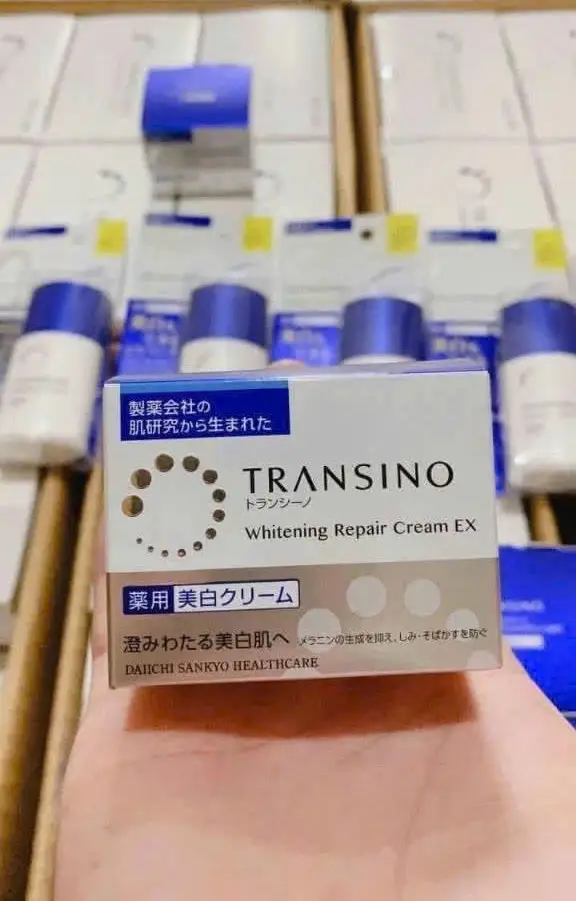 製薬会社の
肌研究から生まれた
TRANSINO
トランシーノ
Whitening Repair Cream EX
薬用 美白クリーム
澄みわたる美白肌へ メラニンの生成を抑え、しみ・そばかすを防ぐ
DAIICHI SANKYO HEALTHCARE